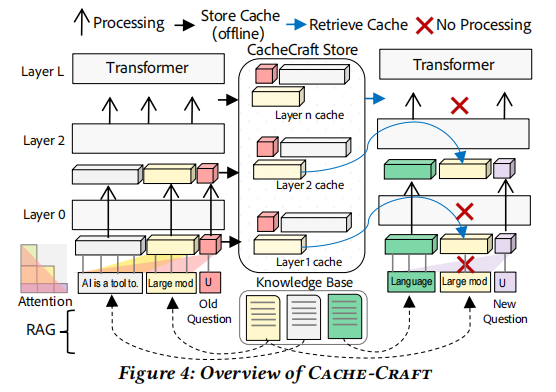 Processing
Store Cache
(offline)
Retrieve Cache
No Processing
CacheCraft Store
Layer L
Transformer
Layer n cache
Transformer
Layer 2
Layer 2 cache
Layer 0
Layer 1 cache
Attention
AI is a tool to.
Large mod
U
Old
Question
Knowledge Base
Language
Large mod
U
New
Question
RAG
Figure 4: Overview of CACHE-CRAFT